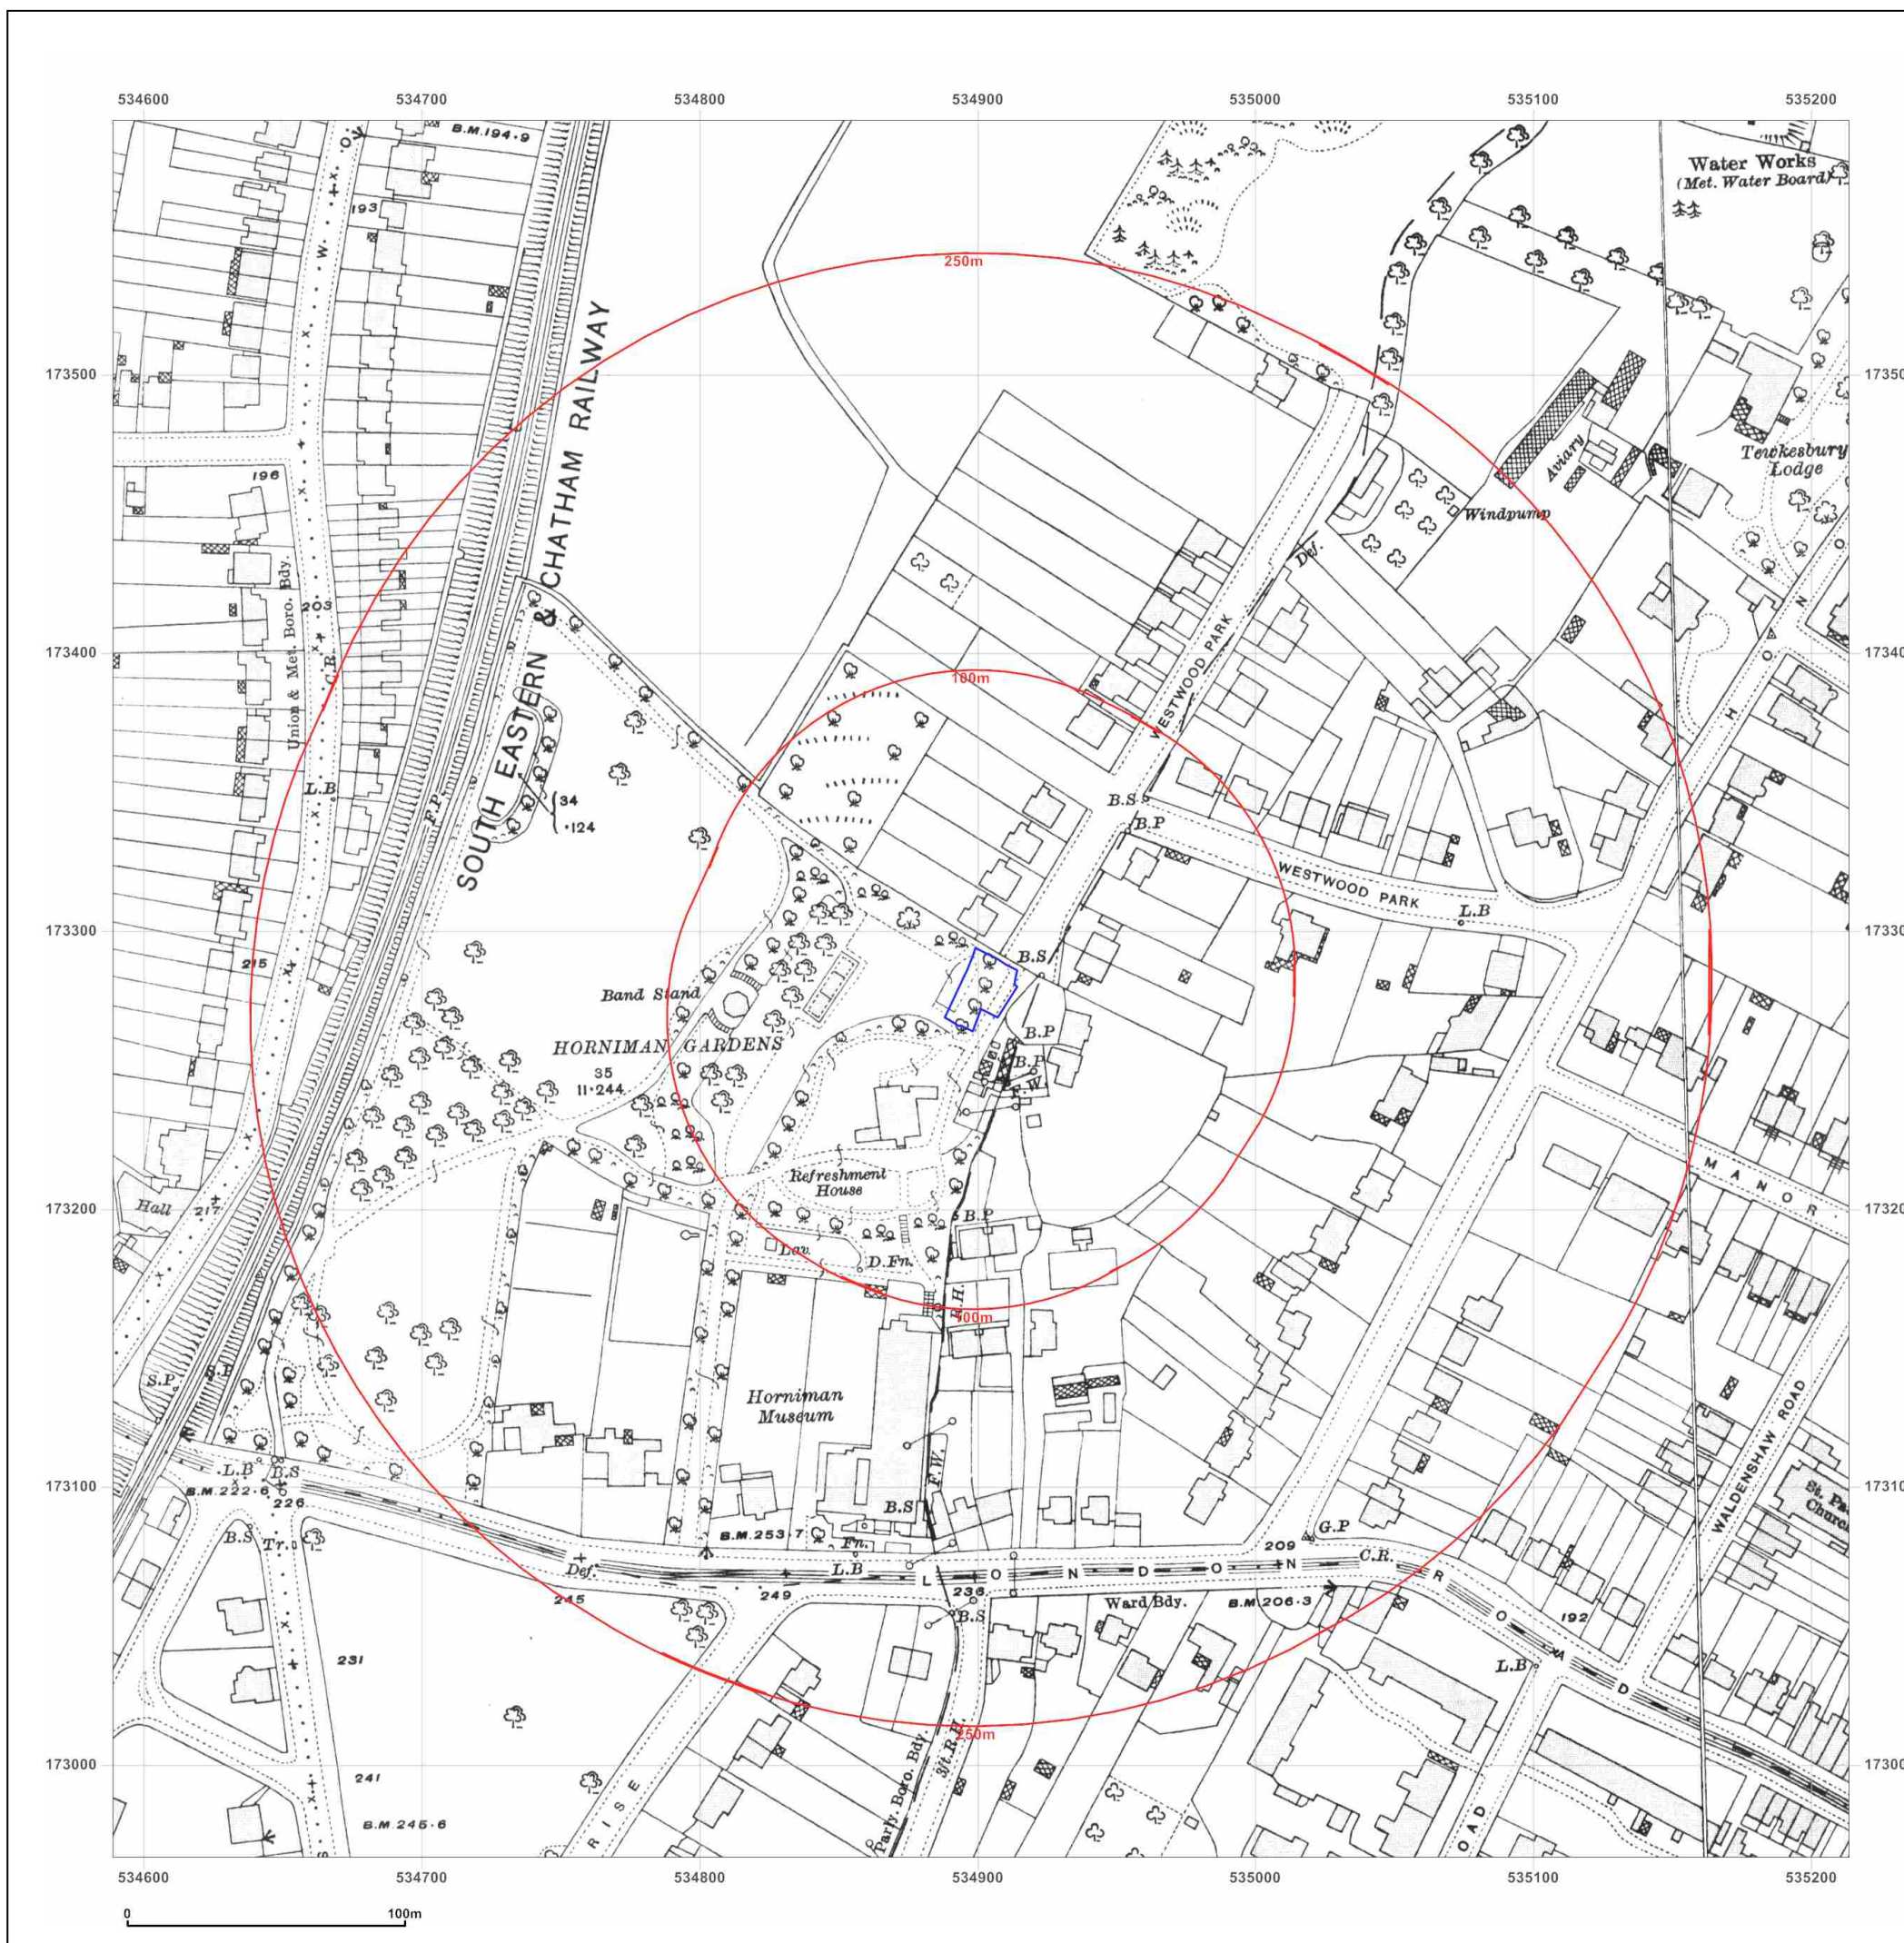 534600 534700 534800 534900 535000 535100 535200
B.M.194·9
Water Works
(Met. Water Board)
193
W.
250m
SOUTH EASTERN & CHATHAM RAILWAY
173500
Tewkesbury
Lodge
Aviary
Windpump
196
Def.
Union & Met. Boro. Bdy.
203
C.R.
WESTWOOD PARK
173400
100m
L.B
F.P.
34
·124
B.S
B.P
WESTWOOD PARK
L.B
173300
215
B.S
Band Stand
B.P
HORNIMAN GARDENS
B.P
35
11·244
F.W.
MANOR
Refreshment
House
Hall
217
B.P
173200
Lav.
D.Fn.
100m
S.P.
S.P
Horniman
Museum
WALDENSHAW ROAD
L.B
B.S
B.M.222·6
226
F.W.
B.S
173100
B.S
Tr.
B.M.253·7
Fn.
G.P
209
C.R.
Def.
L.B
LONDON ROAD
245
249
236
B.S
Ward Bdy.
B.M.206·3
192
231
L.B
250m
173000
241
Parly. Boro. Bdy.
3ft.R.H.
RISE
OAD
B.M.245·6
534600 534700 534800 534900 535000 535100 535200
0 100m